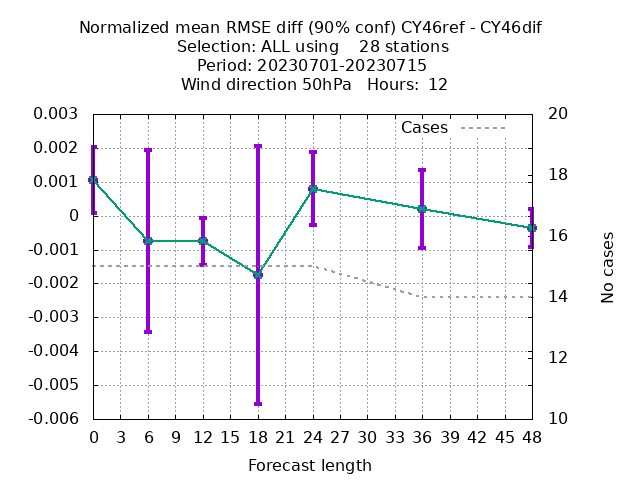 Normalized mean RMSE diff (90% conf) CY46ref - CY46dif
Selection: ALL using    28 stations
Period: 20230701-20230715
Wind direction 50hPa   Hours:  12
Cases
0.003
0.002
0.001
0
-0.001
-0.002
-0.003
-0.004
-0.005
-0.006
20
18
16
14
12
10
No cases
0 3 6 9 12 15 18 21 24 27 30 33 36 39 42 45 48
Forecast length